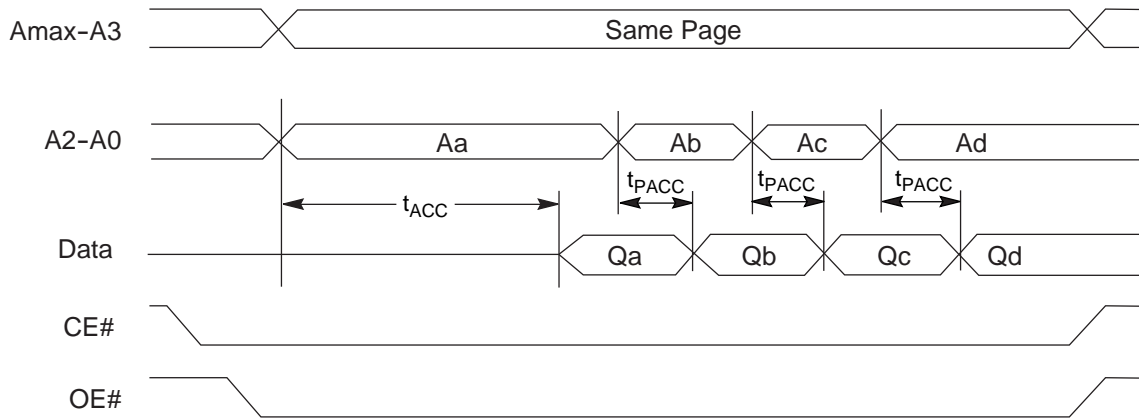 Amax-A3 Same Page
A2-A0 Aa Ab Ac Ad
tPACC tPACC tPACC
tACC
Data Qa Qb Qc Qd
CE#
OE#